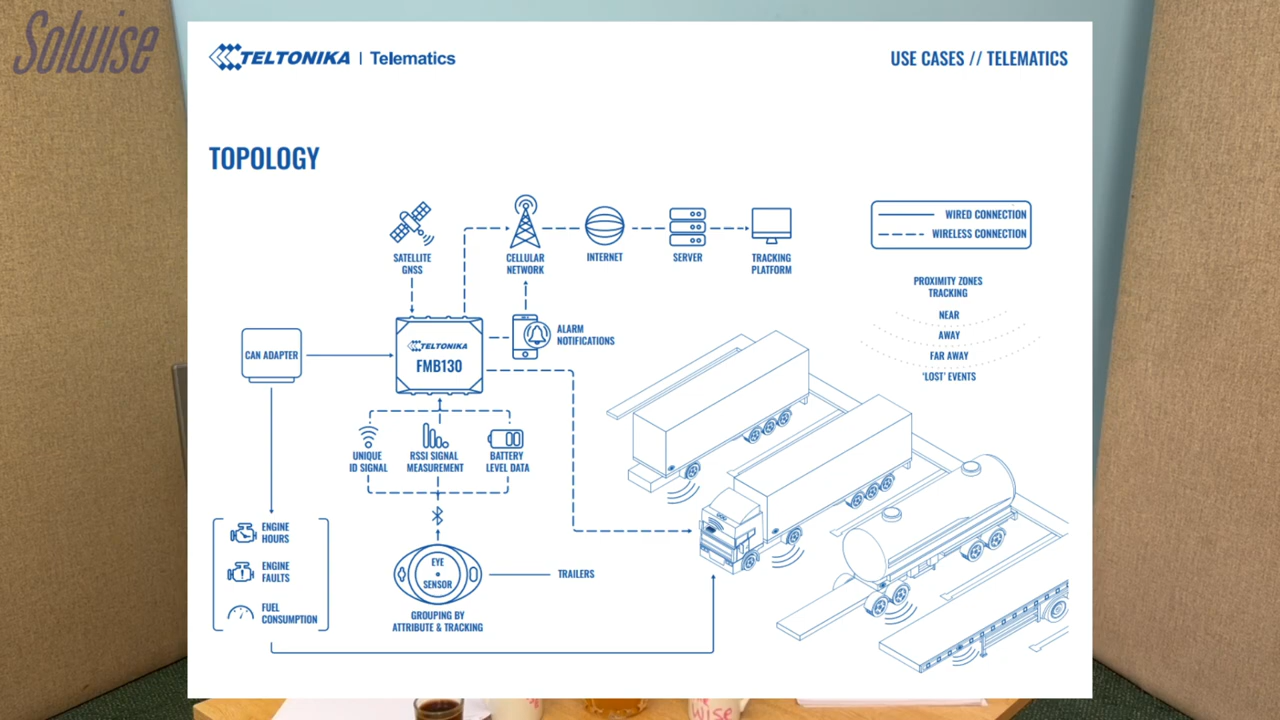 Solwise
TELTONIKA | Telematics
USE CASES // TELEMATICS
TOPOLOGY
SATELLITE
GNSS
CELLULAR
NETWORK
INTERNET
SERVER
TRACKING
PLATFORM
WIRED CONNECTION
WIRELESS CONNECTION
PROXIMITY ZONES
TRACKING
NEAR
AWAY
FAR AWAY
'LOST' EVENTS
CAN ADAPTER
TELTONIKA
FMB130
ALARM
NOTIFICATIONS
UNIQUE
ID SIGNAL
RSSI SIGNAL
MEASUREMENT
BATTERY
LEVEL DATA
ENGINE
HOURS
ENGINE
FAULTS
FUEL
CONSUMPTION
EYE
SENSOR
TRAILERS
GROUPING BY
ATTRIBUTE & TRACKING
wise